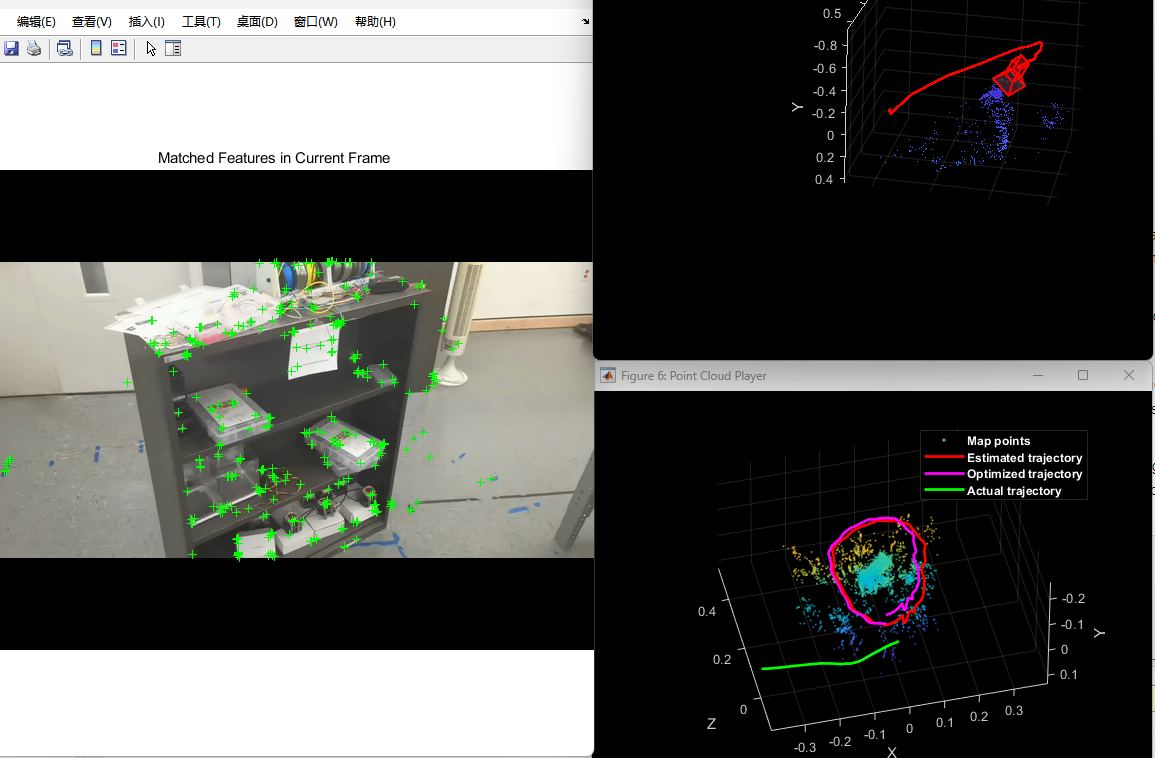 编辑(E) 查看(V) 插入(I) 工具(T) 桌面(D) 窗口(W) 帮助(H)
Matched Features in Current Frame
0.5
-0.8
-0.6
-0.4
Y
-0.2
0
0.2
0.4
Figure 6: Point Cloud Player
Map points
Estimated trajectory
Optimized trajectory
Actual trajectory
0.4
0.2
0
Z
-0.3 -0.2 -0.1 0 0.1 0.2 0.3
X
-0.2
-0.1
0
0.1
Y